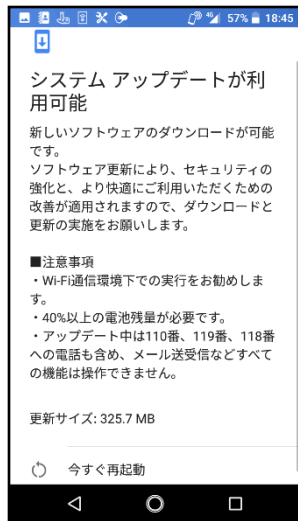 4G 57% 18:45
システム アップデートが利
用可能
新しいソフトウェアのダウンロードが可能
です。
ソフトウェア更新により、セキュリティの
強化と、より快適にご利用いただくための
改善が適用されますので、ダウンロードと
更新の実施をお願いします。
■注意事項
・Wi-Fi通信環境下での実行をお勧めしま
す。
・40%以上の電池残量が必要です。
・アップデート中は110番、119番、118番
への電話も含め、メール送受信などすべて
の機能は操作できません。
更新サイズ: 325.7 MB
今すぐ再起動